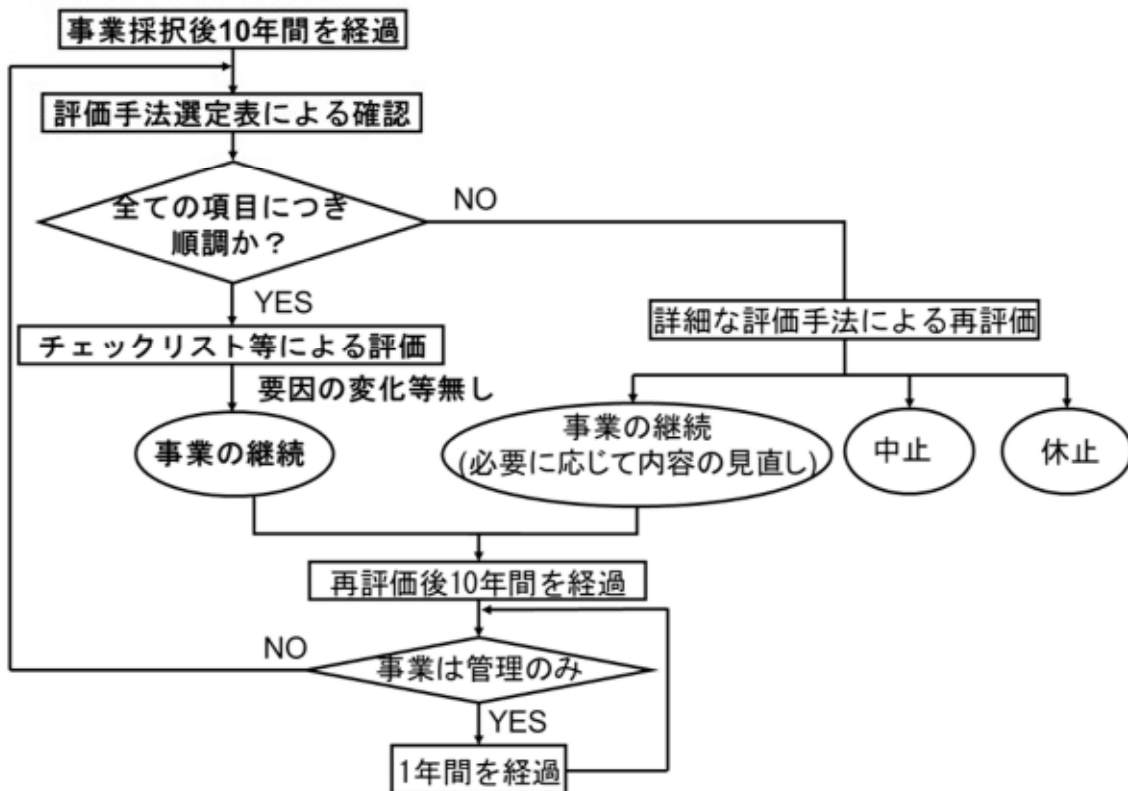 事業採択後10年間を経過
評価手法選定表による確認
全ての項目につき
順調か？
NO
YES
詳細な評価手法による再評価
チェックリスト等による評価
要因の変化等無し
事業の継続
事業の継続
(必要に応じて内容の見直し)
中止
休止
再評価後10年間を経過
NO
事業は管理のみ
YES
1年間を経過